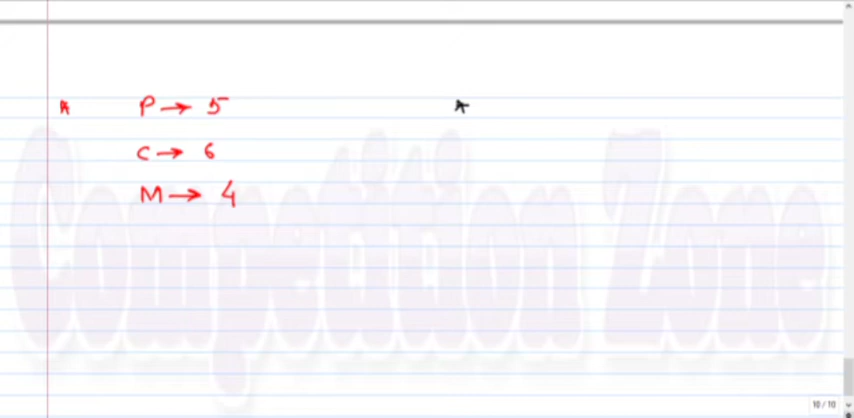 * P → 5 *
C → 6
M → 4
Competition Zone
10 / 10